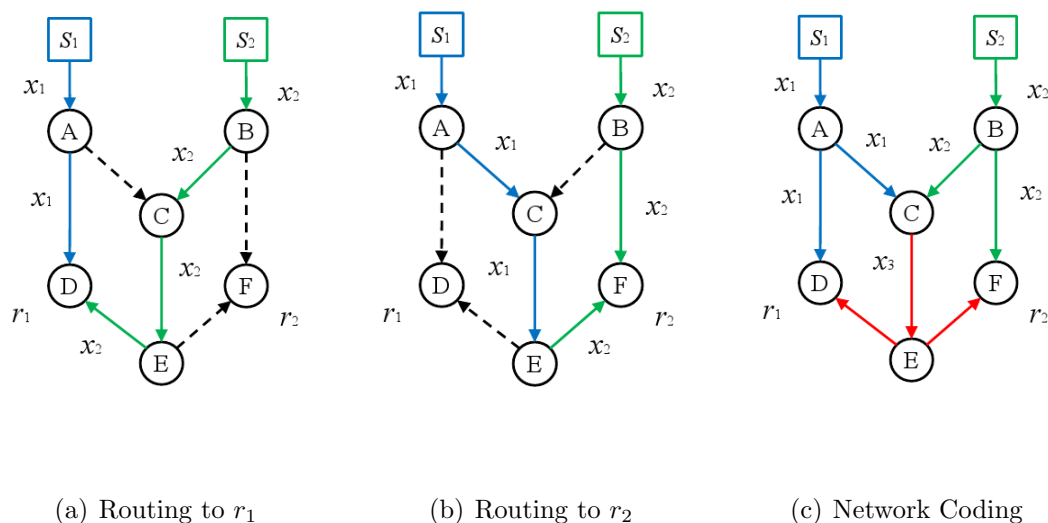 S1 S2
x1 x2
A B
x2
x1 C
x2
D F
r1 r2
x2 E
(a) Routing to r1
S1 S2
x1 x2
A B
x1
C x2
x1
D F
r1 r2
E x2
(b) Routing to r2
S1 S2
x1 x2
A B
x1 x2
x1 C x2
x3
D F
r1 r2
E
(c) Network Coding